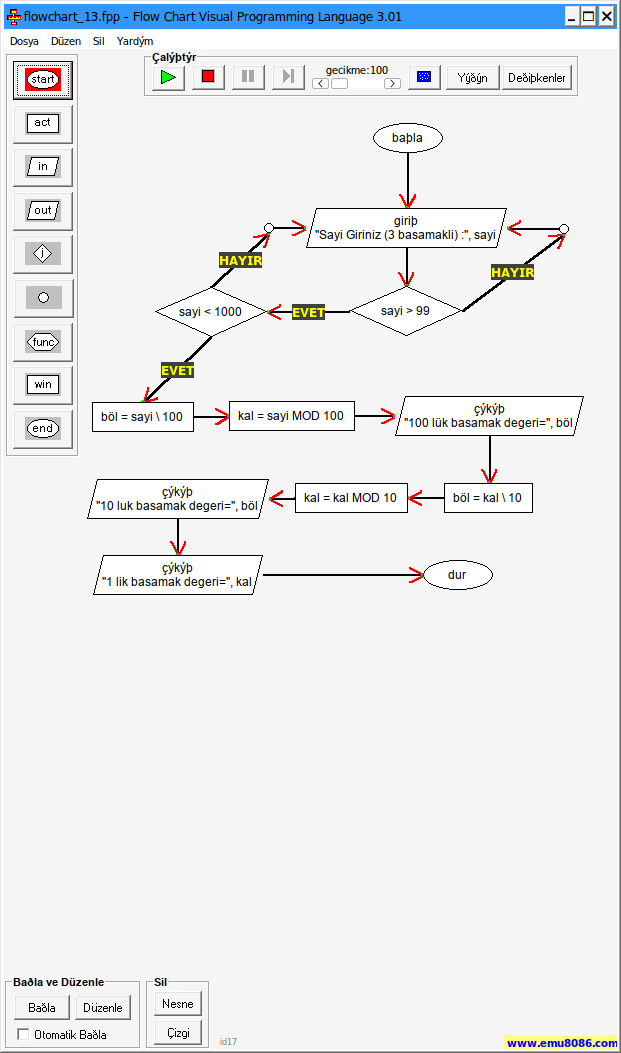 flowchart_13.fpp - Flow Chart Visual Programming Language 3.01
Dosya Düzen Sil Yardým
Çalýþtýr
gecikme:100
Yýðýn
Deðiþkenler
start
act
in
out
i
func
win
end
baþla
giriþ
"Sayi Giriniz (3 basamakli) :", sayi
HAYIR
HAYIR
sayi < 1000
EVET
sayi > 99
EVET
böl = sayi \ 100
kal = sayi MOD 100
çýkýþ
"100 lük basamak degeri=", böl
çýkýþ
"10 luk basamak degeri=", böl
kal = kal MOD 10
böl = kal \ 10
çýkýþ
"1 lik basamak degeri=", kal
dur
Baðla ve Düzenle
Baðla
Düzenle
Otomatik Baðla
Sil
Nesne
Çizgi
id17
www.emu8086.com